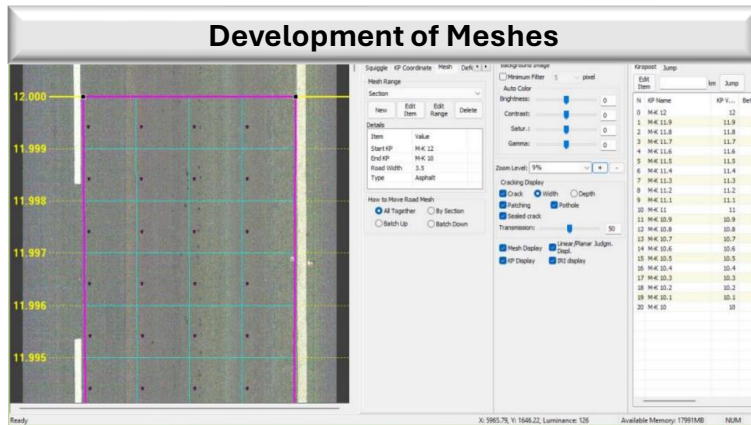 Development of Meshes
12.000
11.999
11.998
11.997
11.996
11.995
Squiggle KP Coordinate Mesh
Mesh Range
Section
New Edit Item Edit Range Delete
Details
Item Value
Start KP M-K 12
End KP M-K 10
Road Width 3.5
Type Asphalt
How to Move Road Mesh
All Together By Section
Batch Up Batch Down
Background Image
Minimum Filter 5 pixel
Auto Color
Brightness: 0
Contrast: 0
Satur.: 0
Gamma: 0
Zoom Level: 9% + -
Cracking Display
Crack Width Depth
Patching Pothole
Sealed crack
Transmission: 50
Mesh Display Linear/Planar Judgm. Displ.
KP Display IRI display
Kiropost Jump
Edit Item km Jump
N KP Name KP V... Bet
0 M-K 12 12
1 M-K 11.9 11.9
2 M-K 11.8 11.8
3 M-K 11.7 11.7
4 M-K 11.6 11.6
5 M-K 11.5 11.5
6 M-K 11.4 11.4
7 M-K 11.3 11.3
8 M-K 11.2 11.2
9 M-K 11.1 11.1
10 M-K 11 11
11 M-K 10.9 10.9
12 M-K 10.8 10.8
13 M-K 10.7 10.7
14 M-K 10.6 10.6
15 M-K 10.5 10.5
16 M-K 10.4 10.4
17 M-K 10.3 10.3
18 M-K 10.2 10.2
19 M-K 10.1 10.1
20 M-K 10 10
Ready X: 5965.79, Y: 1646.22, Luminance: 126 Available Memory: 17991MB NUM